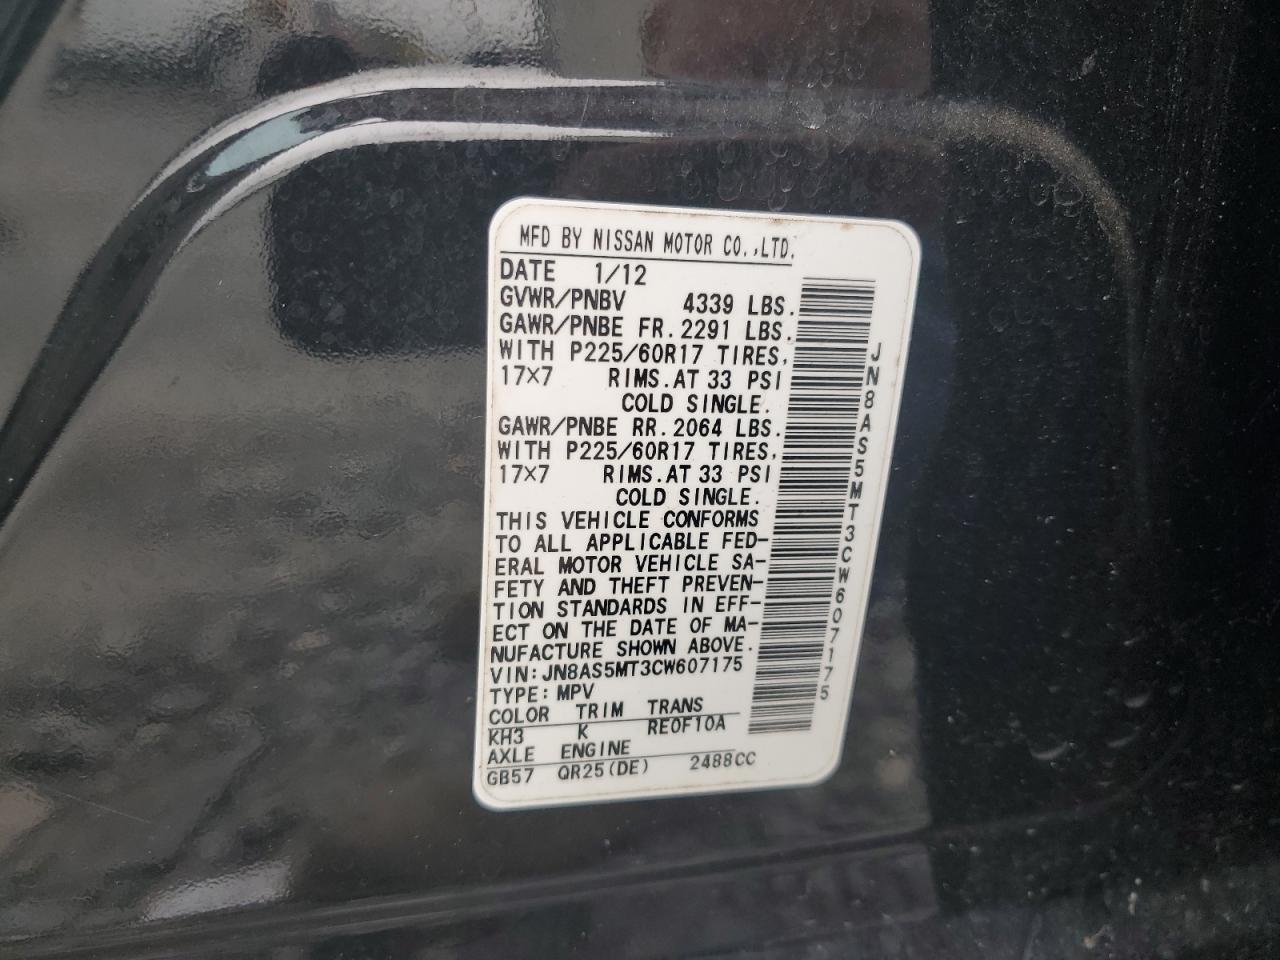 MFD BY NISSAN MOTOR CO.,LTD.
DATE 1/12
GVWR/PNBV 4339 LBS.
GAWR/PNBE FR.2291 LBS.
WITH P225/60R17 TIRES,
17×7 RIMS.AT 33 PSI
COLD SINGLE.
GAWR/PNBE RR.2064 LBS.
WITH P225/60R17 TIRES,
17×7 RIMS.AT 33 PSI
COLD SINGLE.
THIS VEHICLE CONFORMS
TO ALL APPLICABLE FED-
ERAL MOTOR VEHICLE SA-
FETY AND THEFT PREVEN-
TION STANDARDS IN EFF-
ECT ON THE DATE OF MA-
NUFACTURE SHOWN ABOVE.
VIN:JN8AS5MT3CW607175
TYPE:MPV
COLOR TRIM TRANS
KH3 K RE0F10A
AXLE ENGINE
GB57 QR25(DE) 2488CC
JN8AS5MT3CW607175